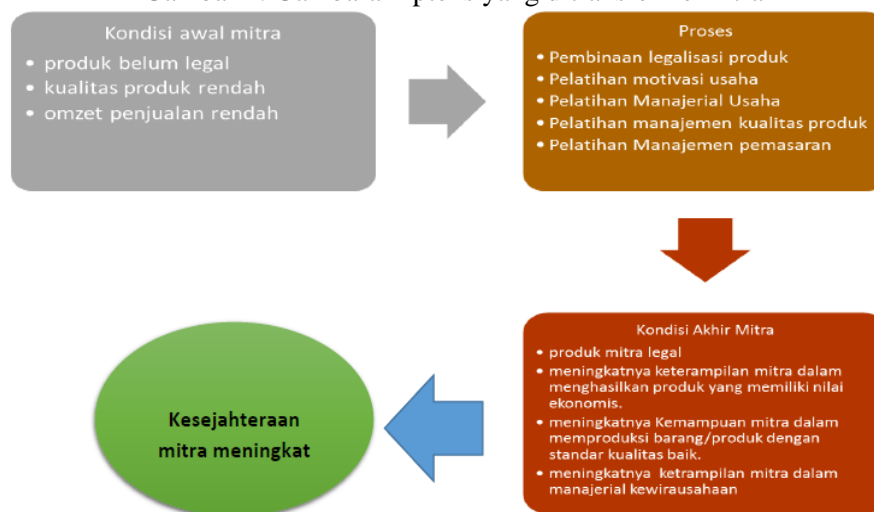 Kondisi awal mitra
• produk belum legal
• kualitas produk rendah
• omzet penjualan rendah
Proses
• Pembinaan legalisasi produk
• Pelatihan motivasi usaha
• Pelatihan Manajerial Usaha
• Pelatihan manajemen kualitas produk
• Pelatihan Manajemen pemasaran
Kondisi Akhir Mitra
• produk mitra legal
• meningkatnya keterampilan mitra dalam
menghasilkan produk yang memiliki nilai
ekonomis.
• meningkatnya Kemampuan mitra dalam
memproduksi barang/produk dengan
standar kualitas baik.
• meningkatnya ketrampilan mitra dalam
manajerial kewirausahaan
Kesejahteraan
mitra meningkat